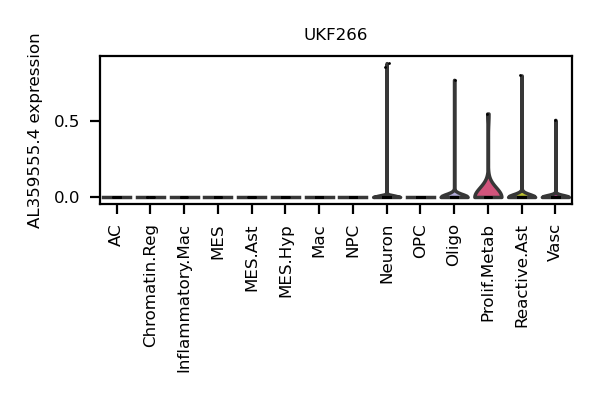 UKF266
AL359555.4 expression
0.5
0.0
AC
Chromatin.Reg
Inflammatory.Mac
MES
MES.Ast
MES.Hyp
Mac
NPC
Neuron
OPC
Oligo
Prolif.Metab
Reactive.Ast
Vasc